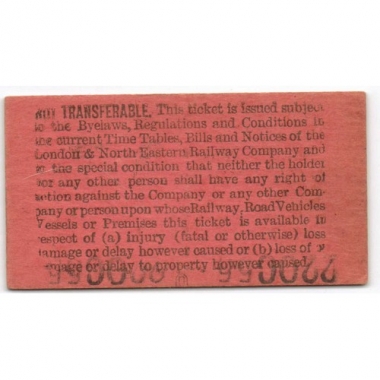 TRANSFERABLE. This ticket is issued subject
to the Byelaws, Regulations and Conditions in
the current Time Tables, Bills and Notices of the
London & North Eastern Railway Company and
to the special condition that neither the holder
nor any other person shall have any right of
action against the Company or any other Com-
pany or person upon whose Railway, Road Vehicles
Vessels or Premises this ticket is available in
respect of (a) injury (fatal or otherwise) loss
damage or delay however caused or (b) loss of
damage or delay to property however caused.